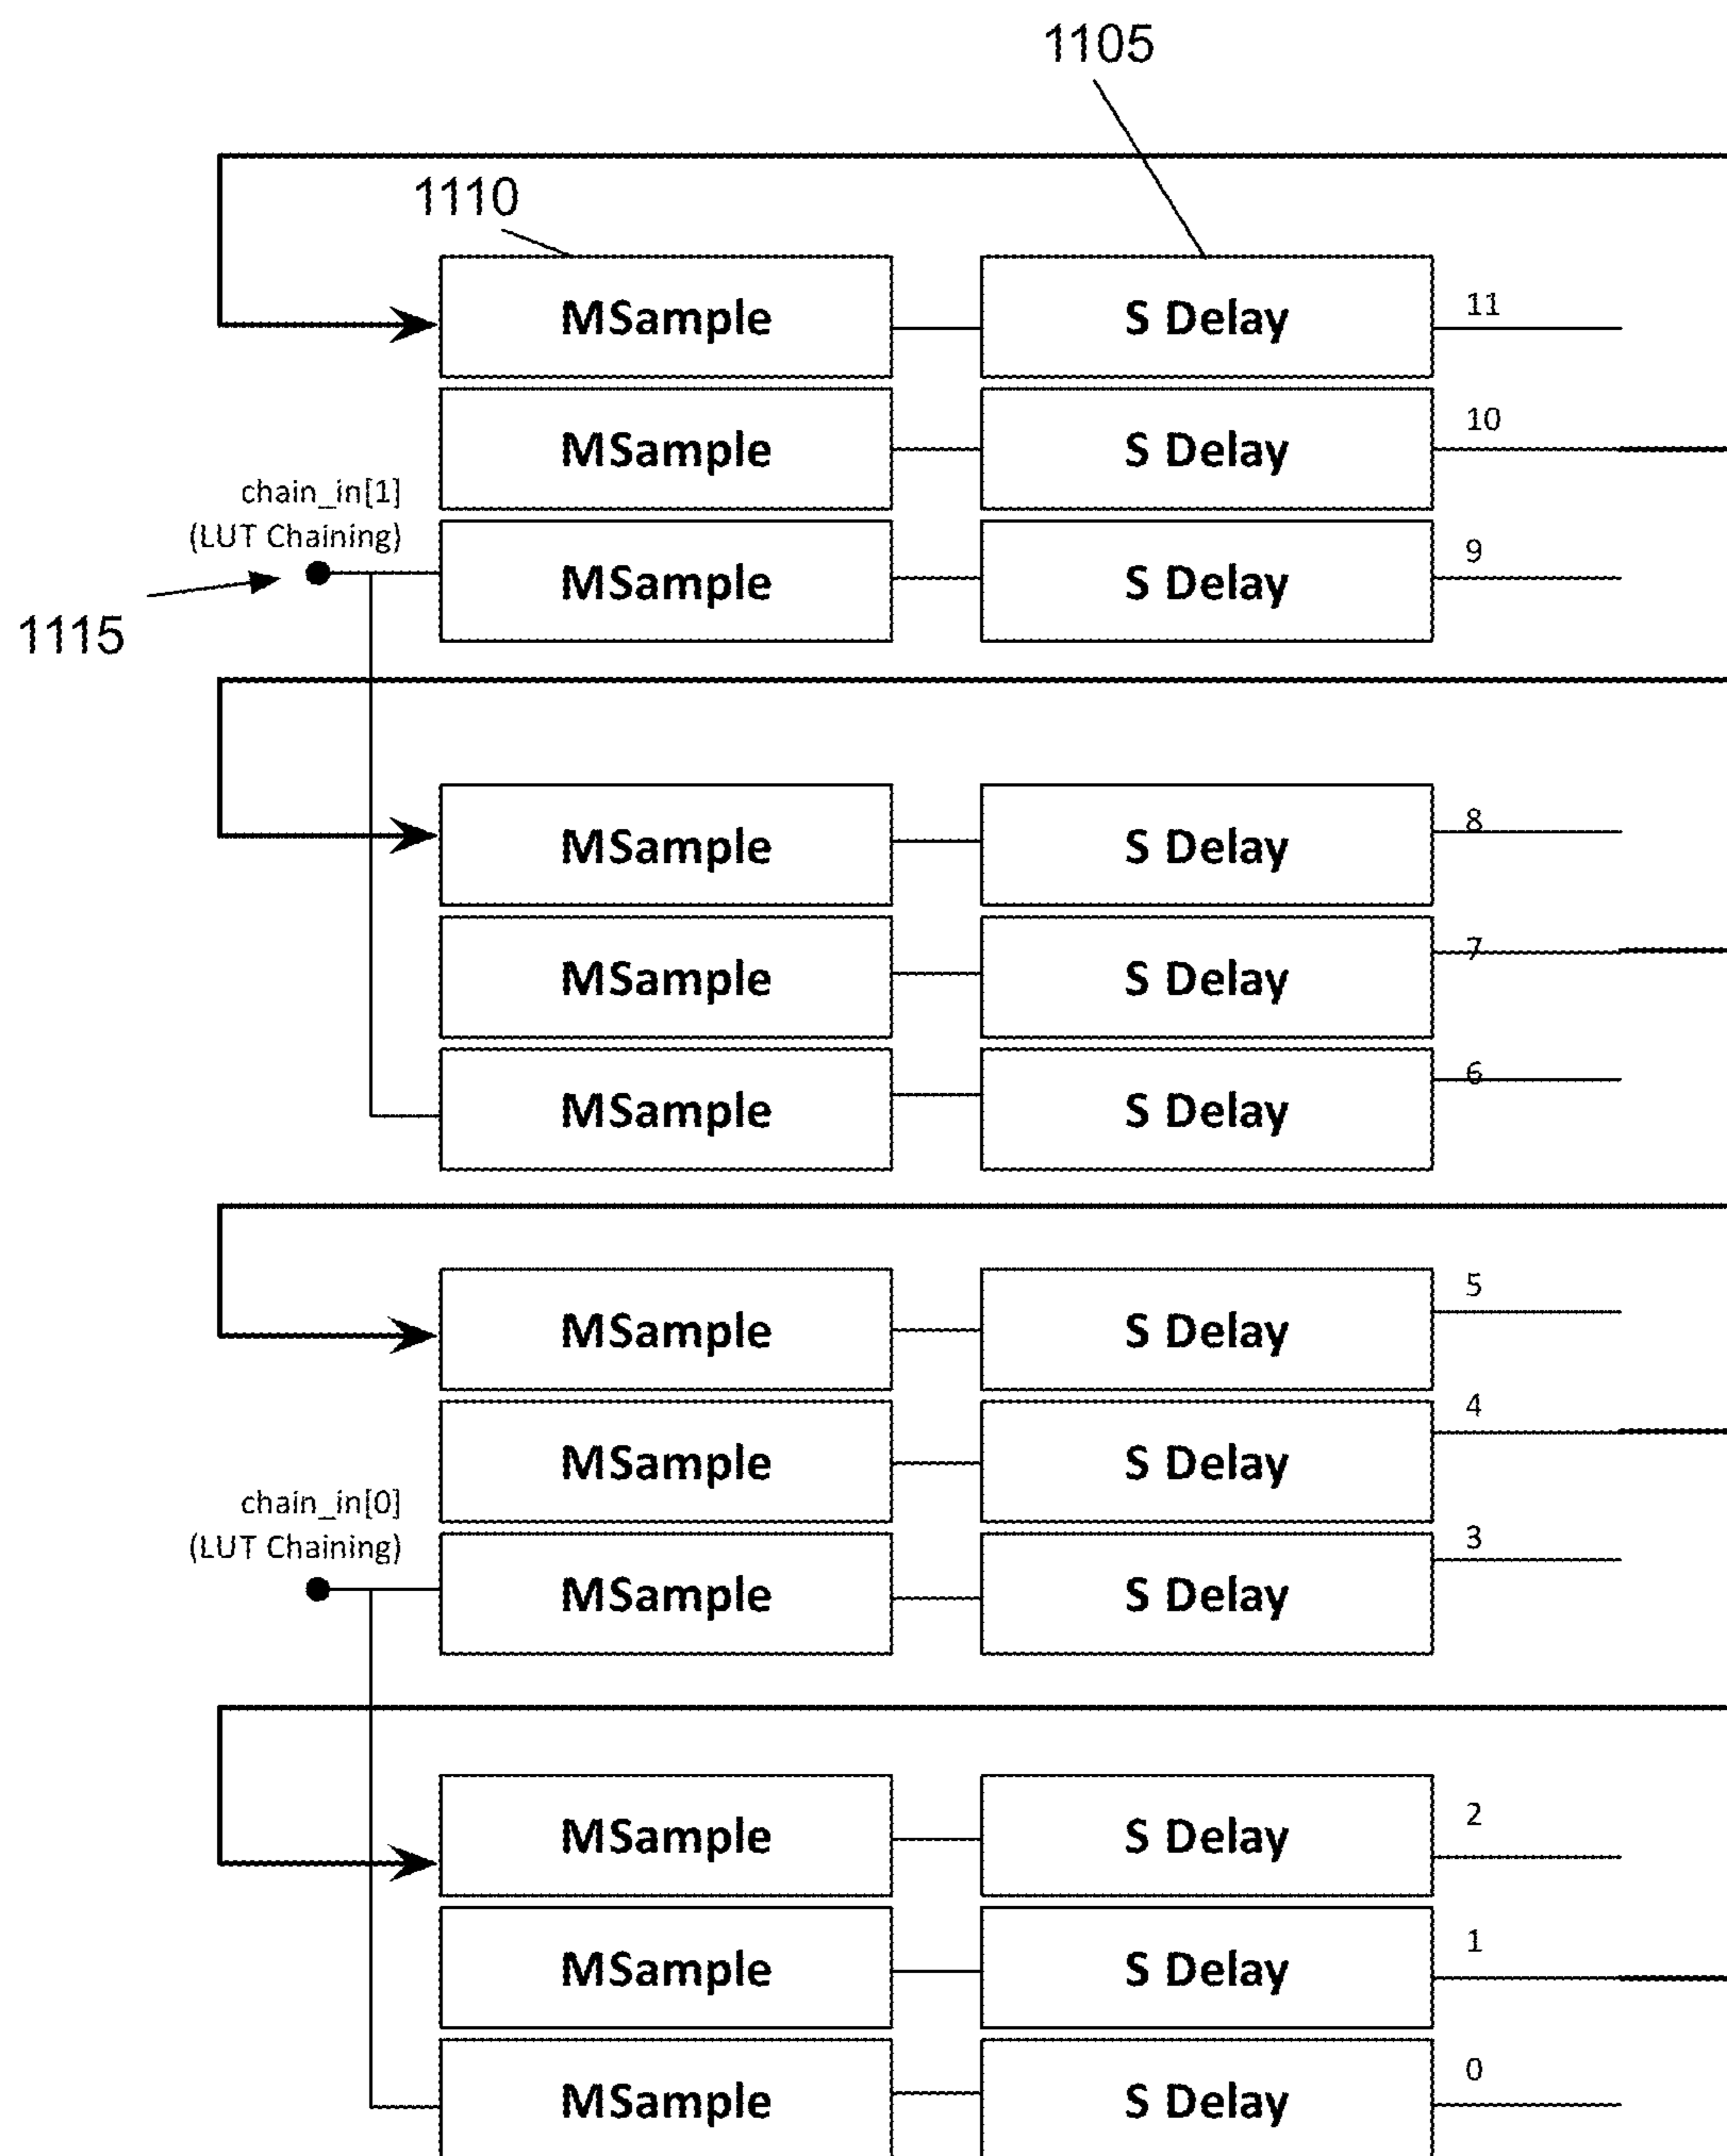 1105
1110
MSample S Delay 11
MSample S Delay 10
chain_in[1]
(LUT Chaining)
MSample S Delay 9
1115
MSample S Delay 8
MSample S Delay 7
MSample S Delay 6
MSample S Delay 5
MSample S Delay 4
chain_in[0]
(LUT Chaining)
MSample S Delay 3
MSample S Delay 2
MSample S Delay 1
MSample S Delay 0